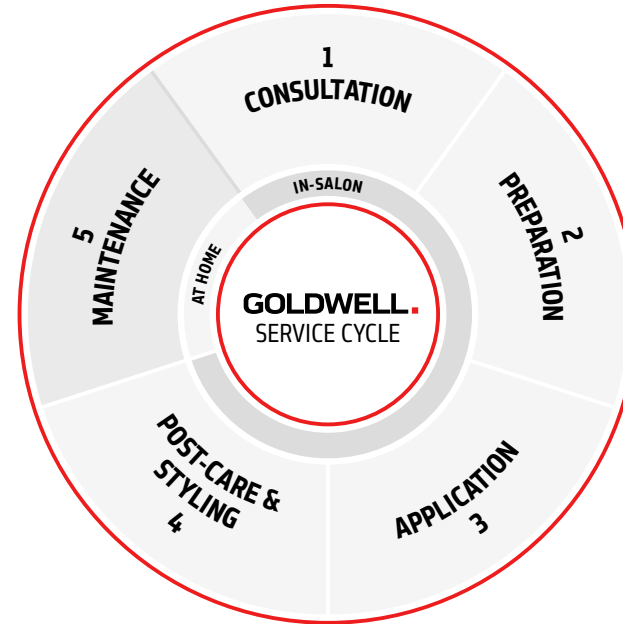 1
CONSULTATION
2
PREPARATION
APPLICATION
3
POST-CARE &
STYLING
4
5
MAINTENANCE
IN-SALON
AT HOME
GOLDWELL.
SERVICE CYCLE